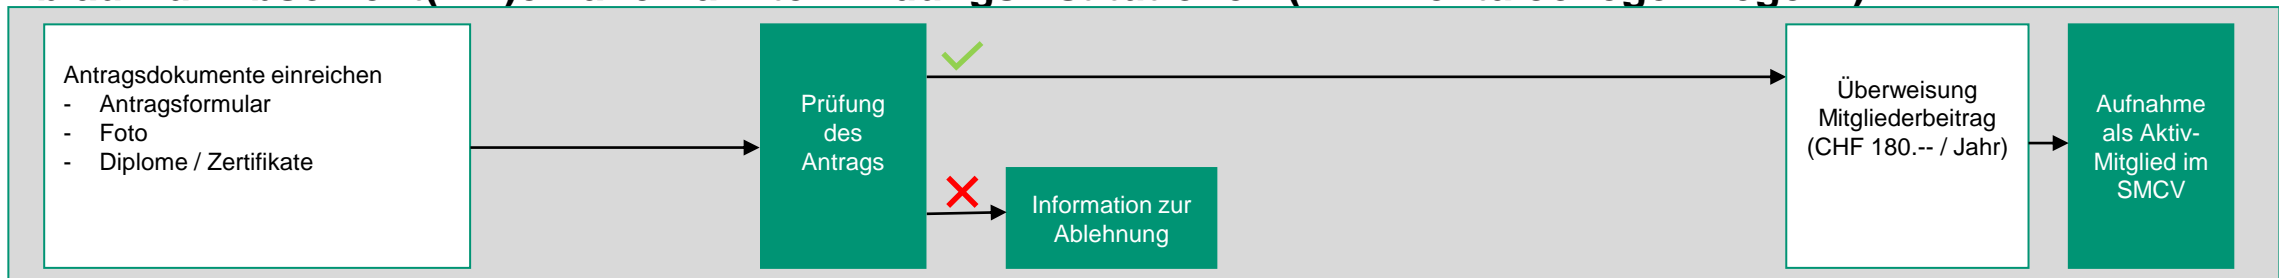 Antragsdokumente einreichen
- Antragsformular
- Foto
- Diplome / Zertifikate
Prüfung
des
Antrags
Information zur
Ablehnung
Überweisung
Mitgliederbeitrag
(CHF 180.-- / Jahr)
Aufnahme
als Aktiv-
Mitglied im
SMCV